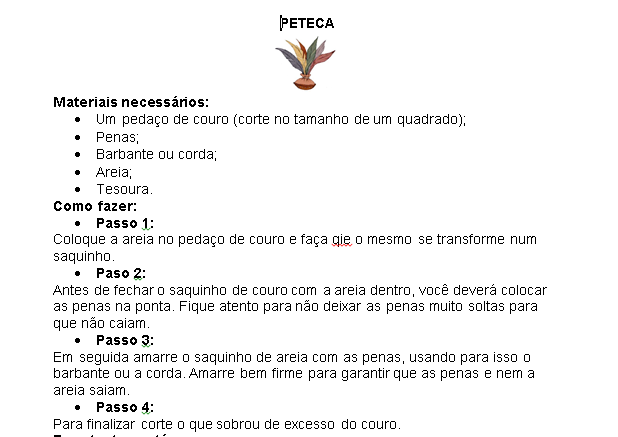 PETECA
Materiais necessários:
• Um pedaço de couro (corte no tamanho de um quadrado);
• Penas;
• Barbante ou corda;
• Areia;
• Tesoura.
Como fazer:
• Passo 1:
Coloque a areia no pedaço de couro e faça qie o mesmo se transforme num
saquinho.
• Paso 2:
Antes de fechar o saquinho de couro com a areia dentro, você deverá colocar
as penas na ponta. Fique atento para não deixar as penas muito soltas para
que não caiam.
• Passo 3:
Em seguida amarre o saquinho de areia com as penas, usando para isso o
barbante ou a corda. Amarre bem firme para garantir que as penas e nem a
areia saiam.
• Passo 4:
Para finalizar corte o que sobrou de excesso do couro.